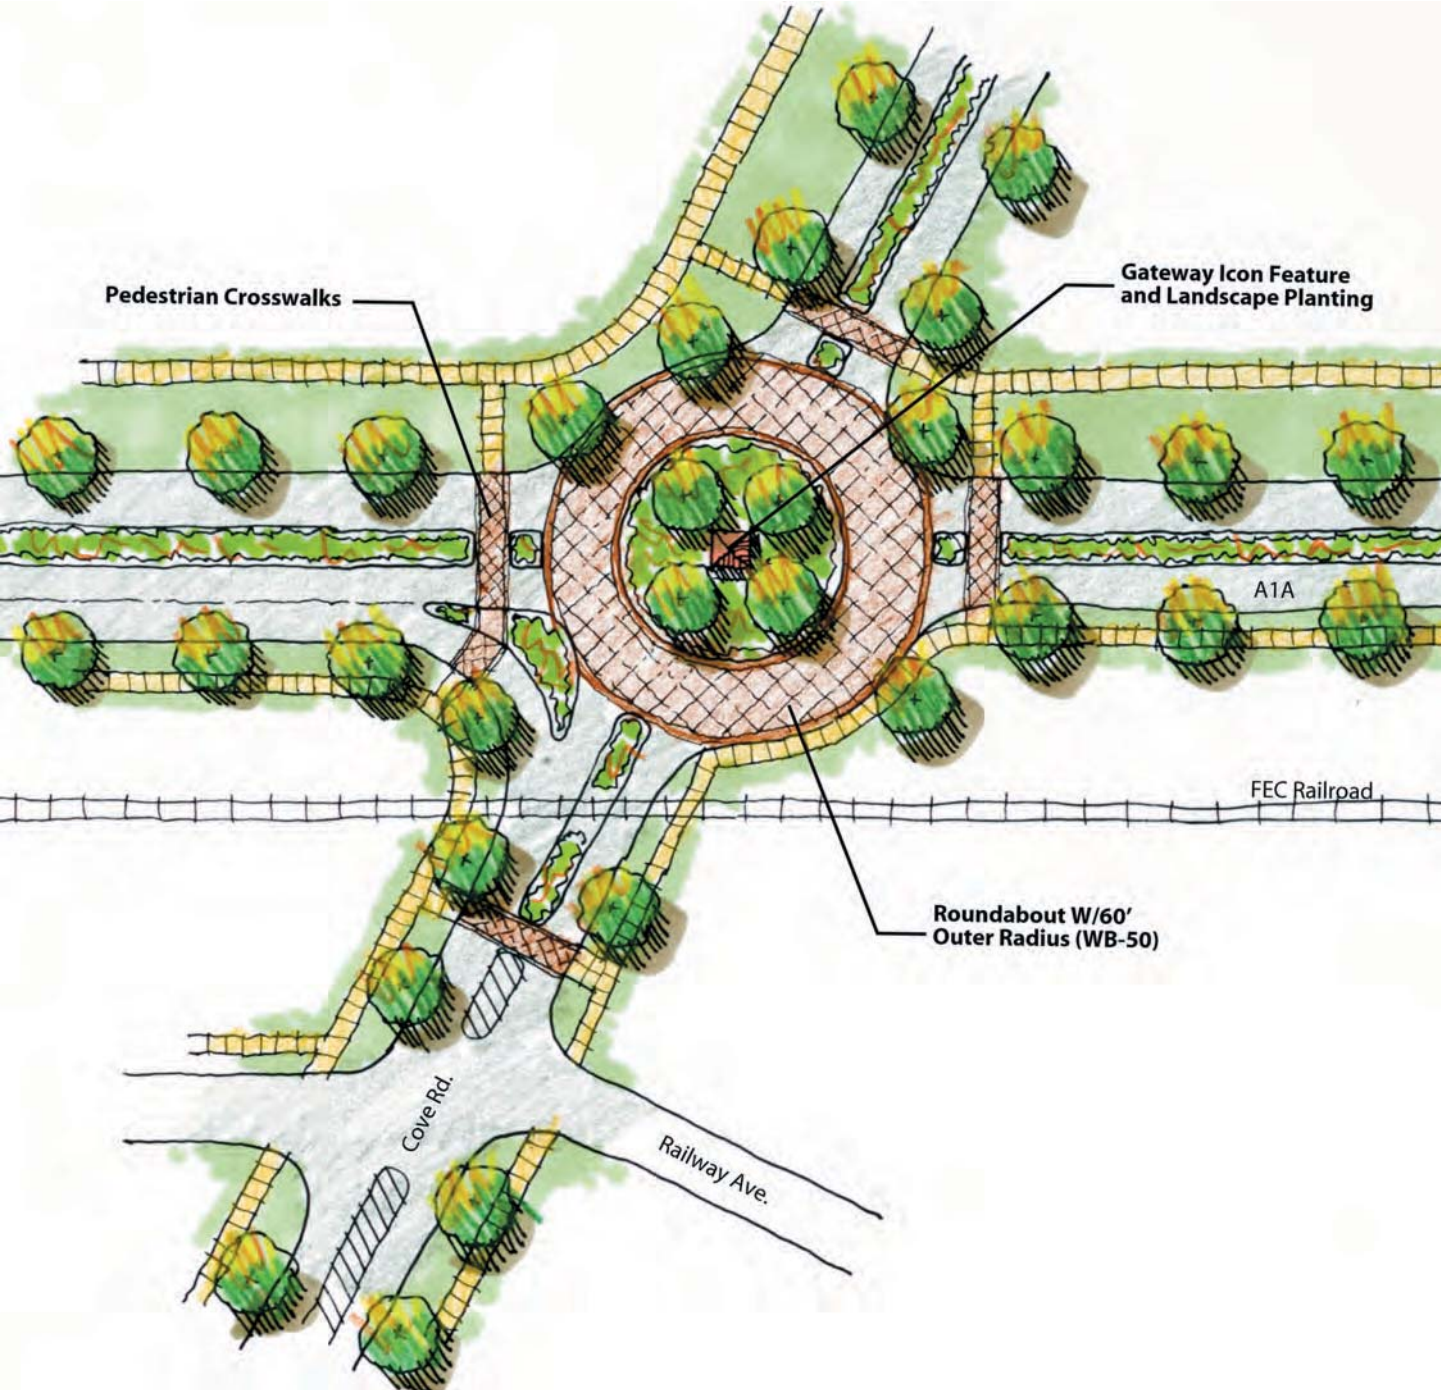 Gateway Icon Feature
and Landscape Planting
Pedestrian Crosswalks
A1A
FEC Railroad
Roundabout W/60’
Outer Radius (WB-50)
Cove Rd.
Railway Ave.